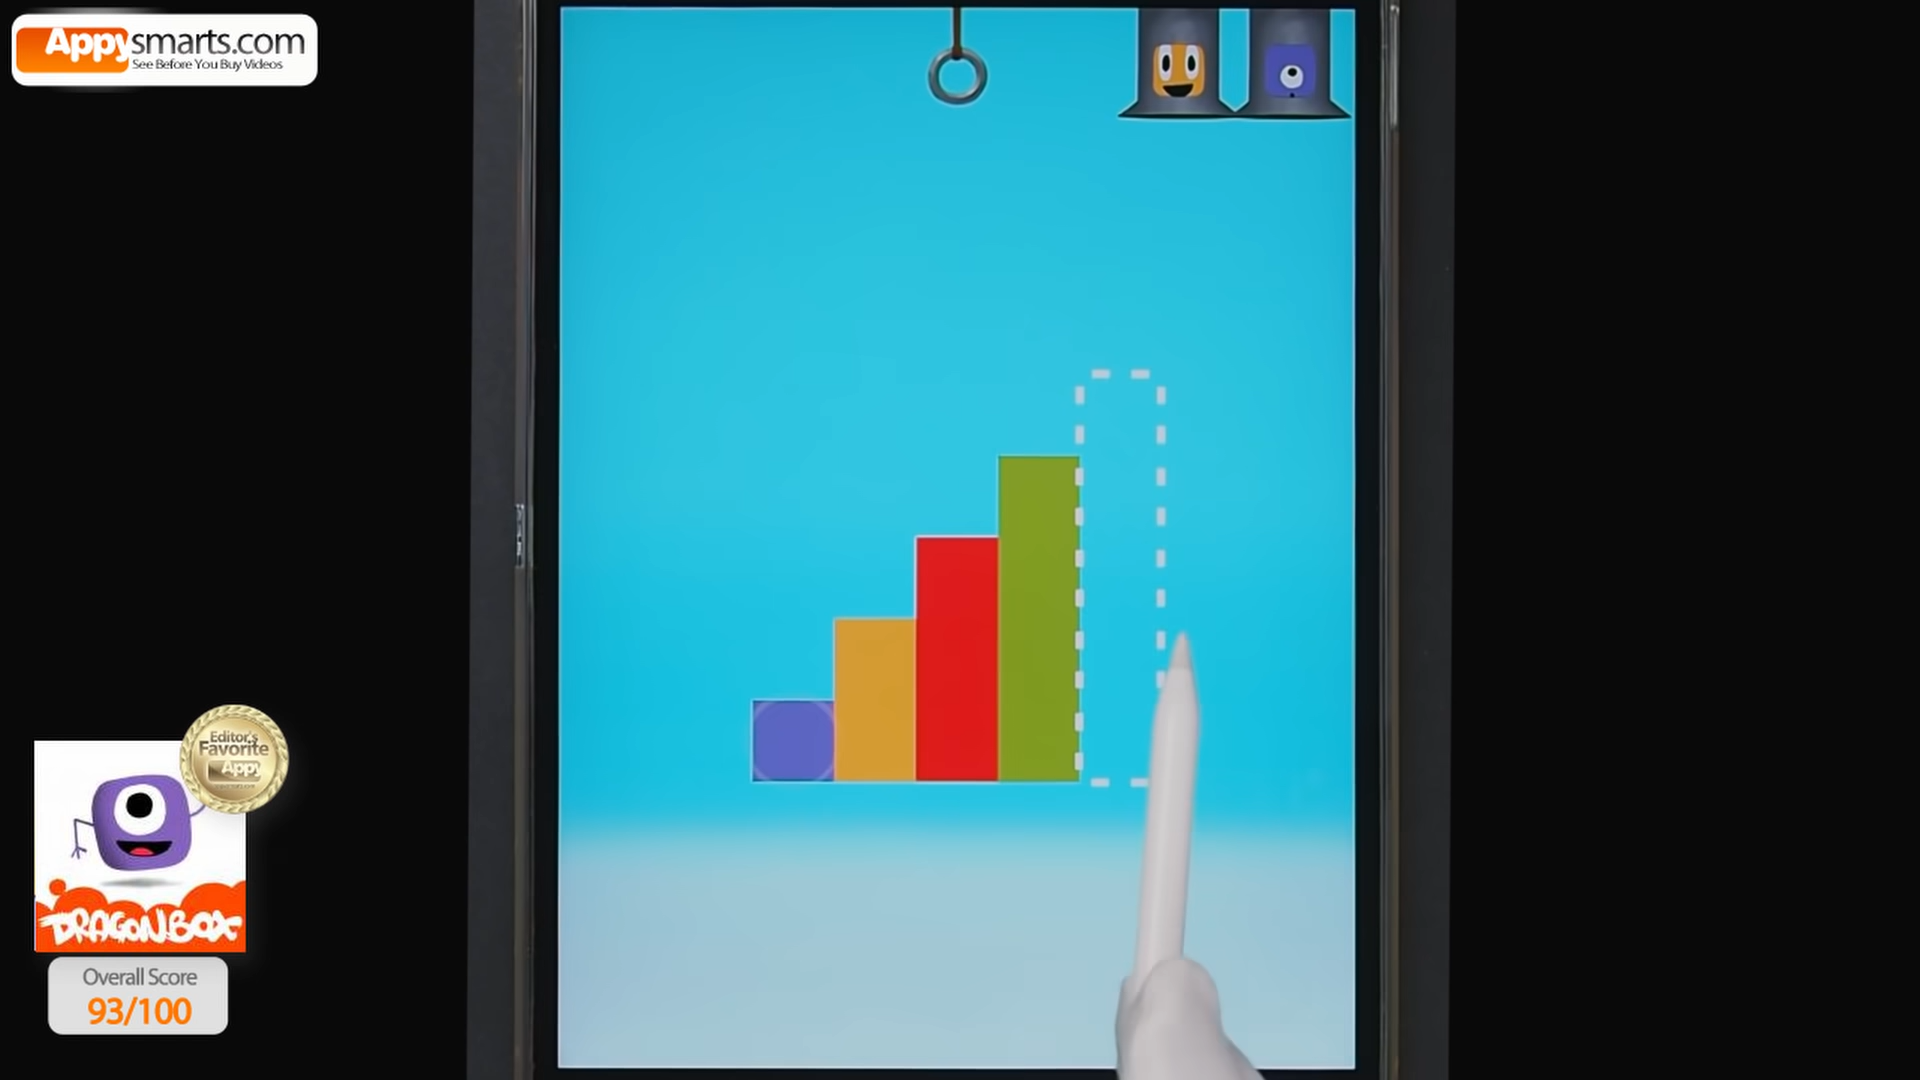 Appysmarts.com
See Before You Buy Videos
Editor's
Favorite
Appy
DRAGONBOX
Overall Score
93/100